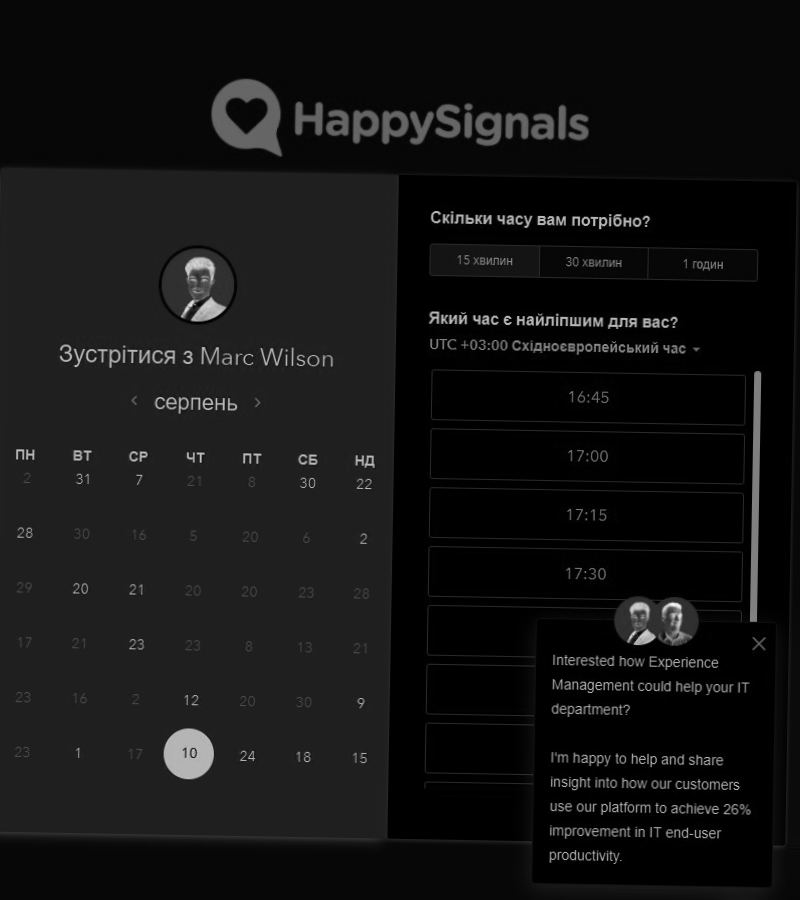 HappySignals
Зустрітися з Marc Wilson
серпень
ПН ВТ СР ЧТ ПТ СБ НД
2 31 7 21 8 30 22
28 30 16 5 20 6 2
29 20 21 20 20 23 28
17 21 23 23 8 13 21
23 16 2 12 20 30 9
23 1 17 10 24 18 15
Скільки часу вам потрібно?
15 хвилин 30 хвилин 1 годин
Який час є найліпшим для вас?
UTC +03:00 Східноєвропейський час
16:45
17:00
17:15
17:30
Interested how Experience
Management could help your IT
department?
I'm happy to help and share
insight into how our customers
use our platform to achieve 26%
improvement in IT end-user
productivity.